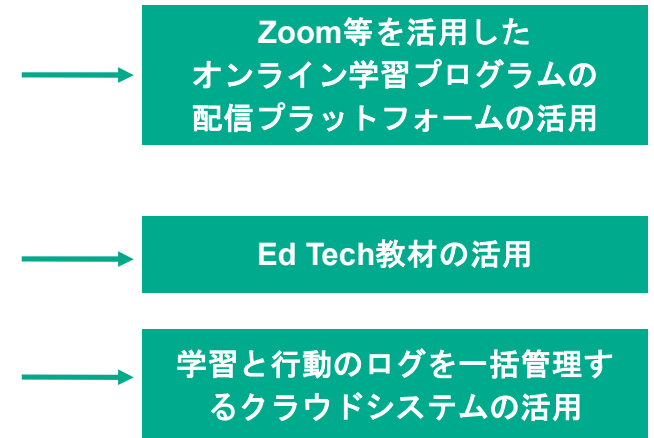 Zoom等を活用した
オンライン学習プログラムの
配信プラットフォームの活用
Ed Tech教材の活用
学習と行動のログを一括管理す
るクラウドシステムの活用